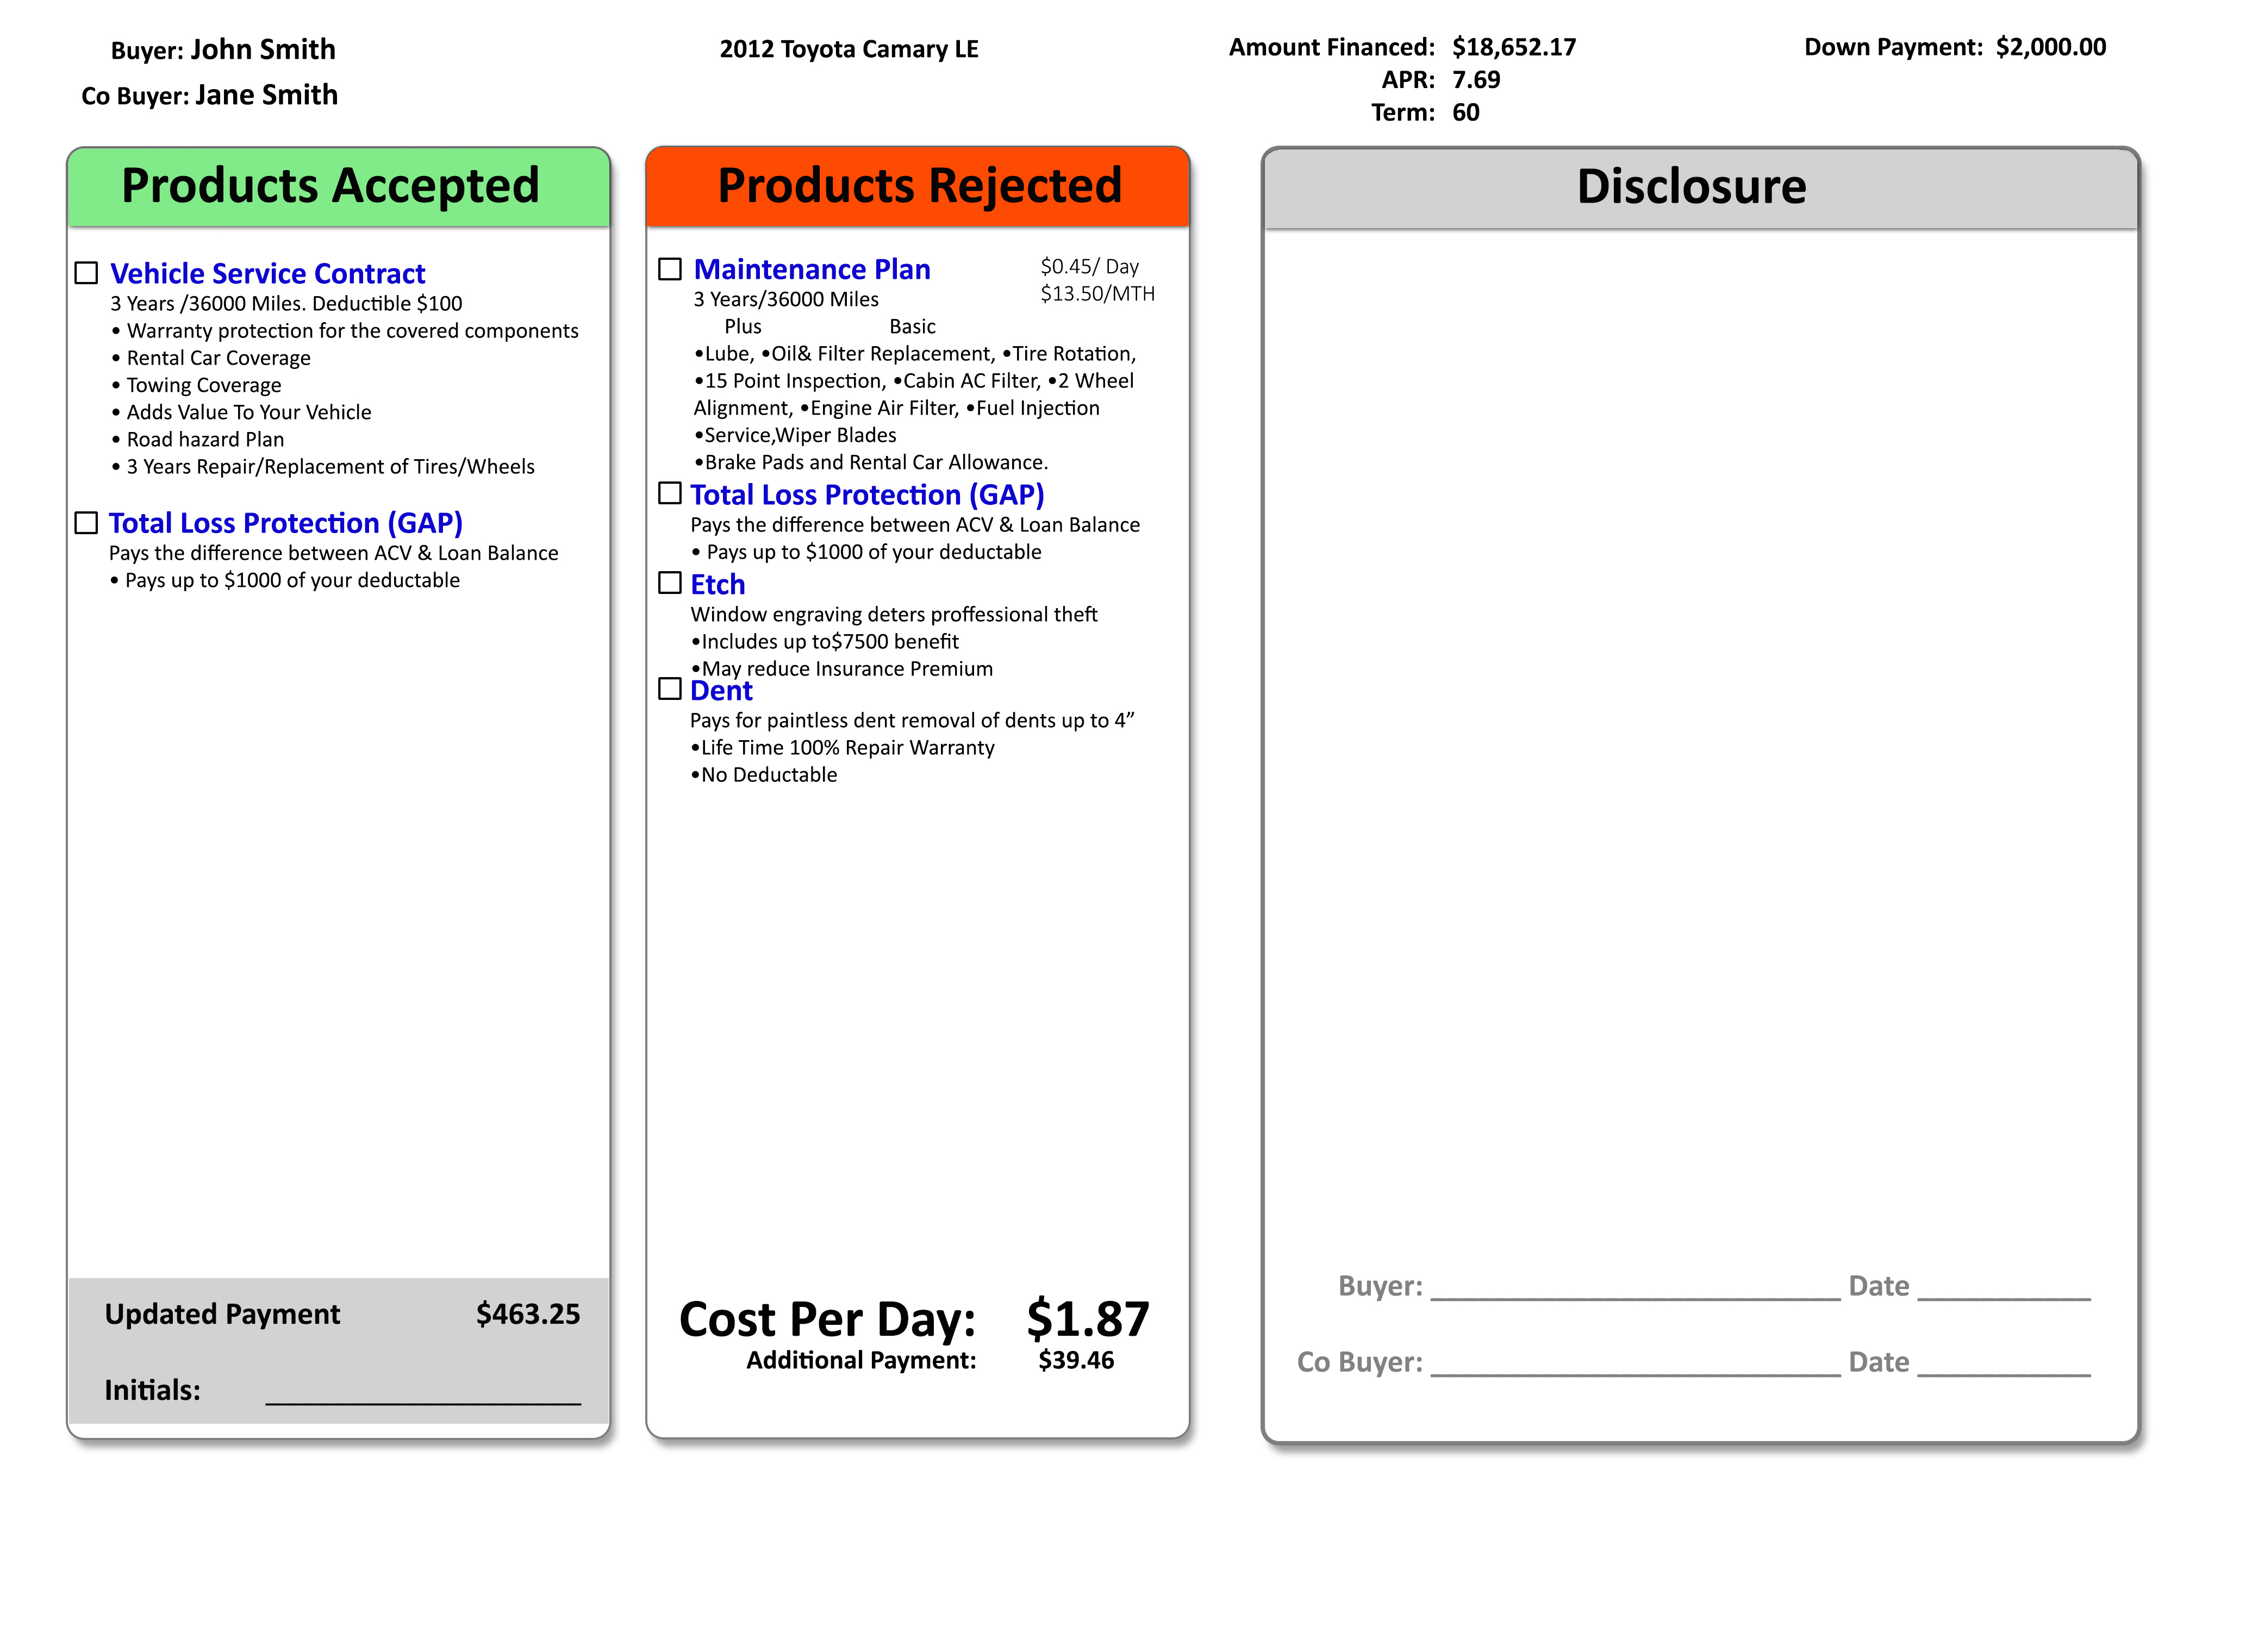 Buyer: John Smith
Co Buyer: Jane Smith
2012 Toyota Camary LE
Amount Financed: $18,652.17
APR: 7.69
Term: 60
Down Payment: $2,000.00
Products Accepted
Vehicle Service Contract
3 Years /36000 Miles. Deductible $100
• Warranty protection for the covered components
• Rental Car Coverage
• Towing Coverage
• Adds Value To Your Vehicle
• Road hazard Plan
• 3 Years Repair/Replacement of Tires/Wheels
Total Loss Protection (GAP)
Pays the difference between ACV & Loan Balance
• Pays up to $1000 of your deductable
Updated Payment $463.25
Initials:
Products Rejected
Maintenance Plan $0.45/ Day
3 Years/36000 Miles $13.50/MTH
Plus Basic
•Lube, •Oil& Filter Replacement, •Tire Rotation,
•15 Point Inspection, •Cabin AC Filter, •2 Wheel
Alignment, •Engine Air Filter, •Fuel Injection
•Service,Wiper Blades
•Brake Pads and Rental Car Allowance.
Total Loss Protection (GAP)
Pays the difference between ACV & Loan Balance
• Pays up to $1000 of your deductable
Etch
Window engraving deters proffessional theft
•Includes up to$7500 benefit
•May reduce Insurance Premium
Dent
Pays for paintless dent removal of dents up to 4”
•Life Time 100% Repair Warranty
•No Deductable
Cost Per Day: $1.87
Additional Payment: $39.46
Disclosure
Buyer: Date
Co Buyer: Date